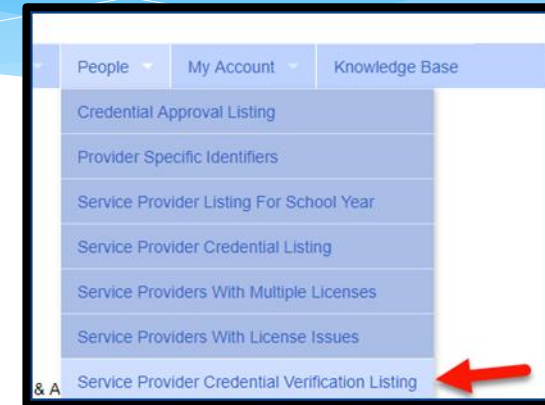 People My Account Knowledge Base
Credential Approval Listing
Provider Specific Identifiers
Service Provider Listing For School Year
Service Provider Credential Listing
Service Providers With Multiple Licenses
Service Providers With License Issues
& A Service Provider Credential Verification Listing